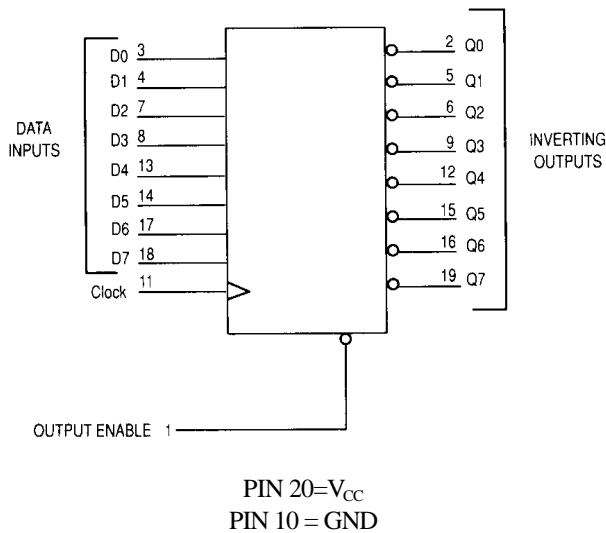 DATA
INPUTS
D0 3
D1 4
D2 7
D3 8
D4 13
D5 14
D6 17
D7 18
Clock 11
2 Q0
5 Q1
6 Q2
9 Q3
12 Q4
15 Q5
16 Q6
19 Q7
INVERTING
OUTPUTS
OUTPUT ENABLE 1
PIN 20=VCC
PIN 10 = GND